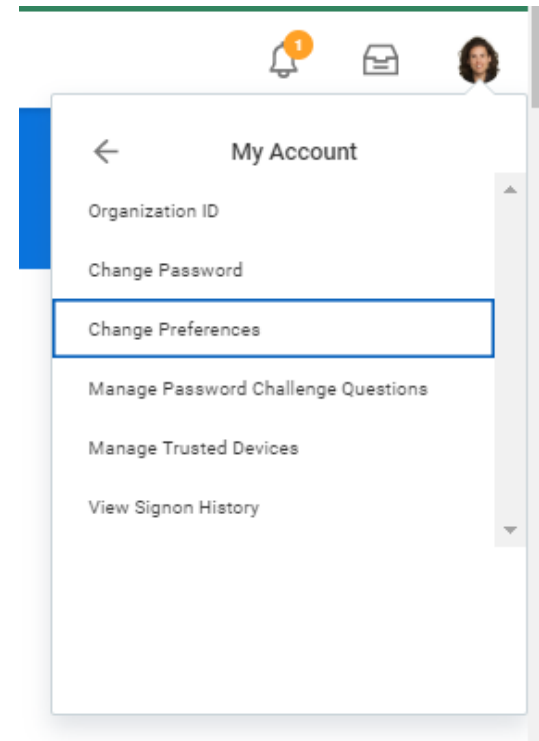 1
My Account
Organization ID
Change Password
Change Preferences
Manage Password Challenge Questions
Manage Trusted Devices
View Signon History